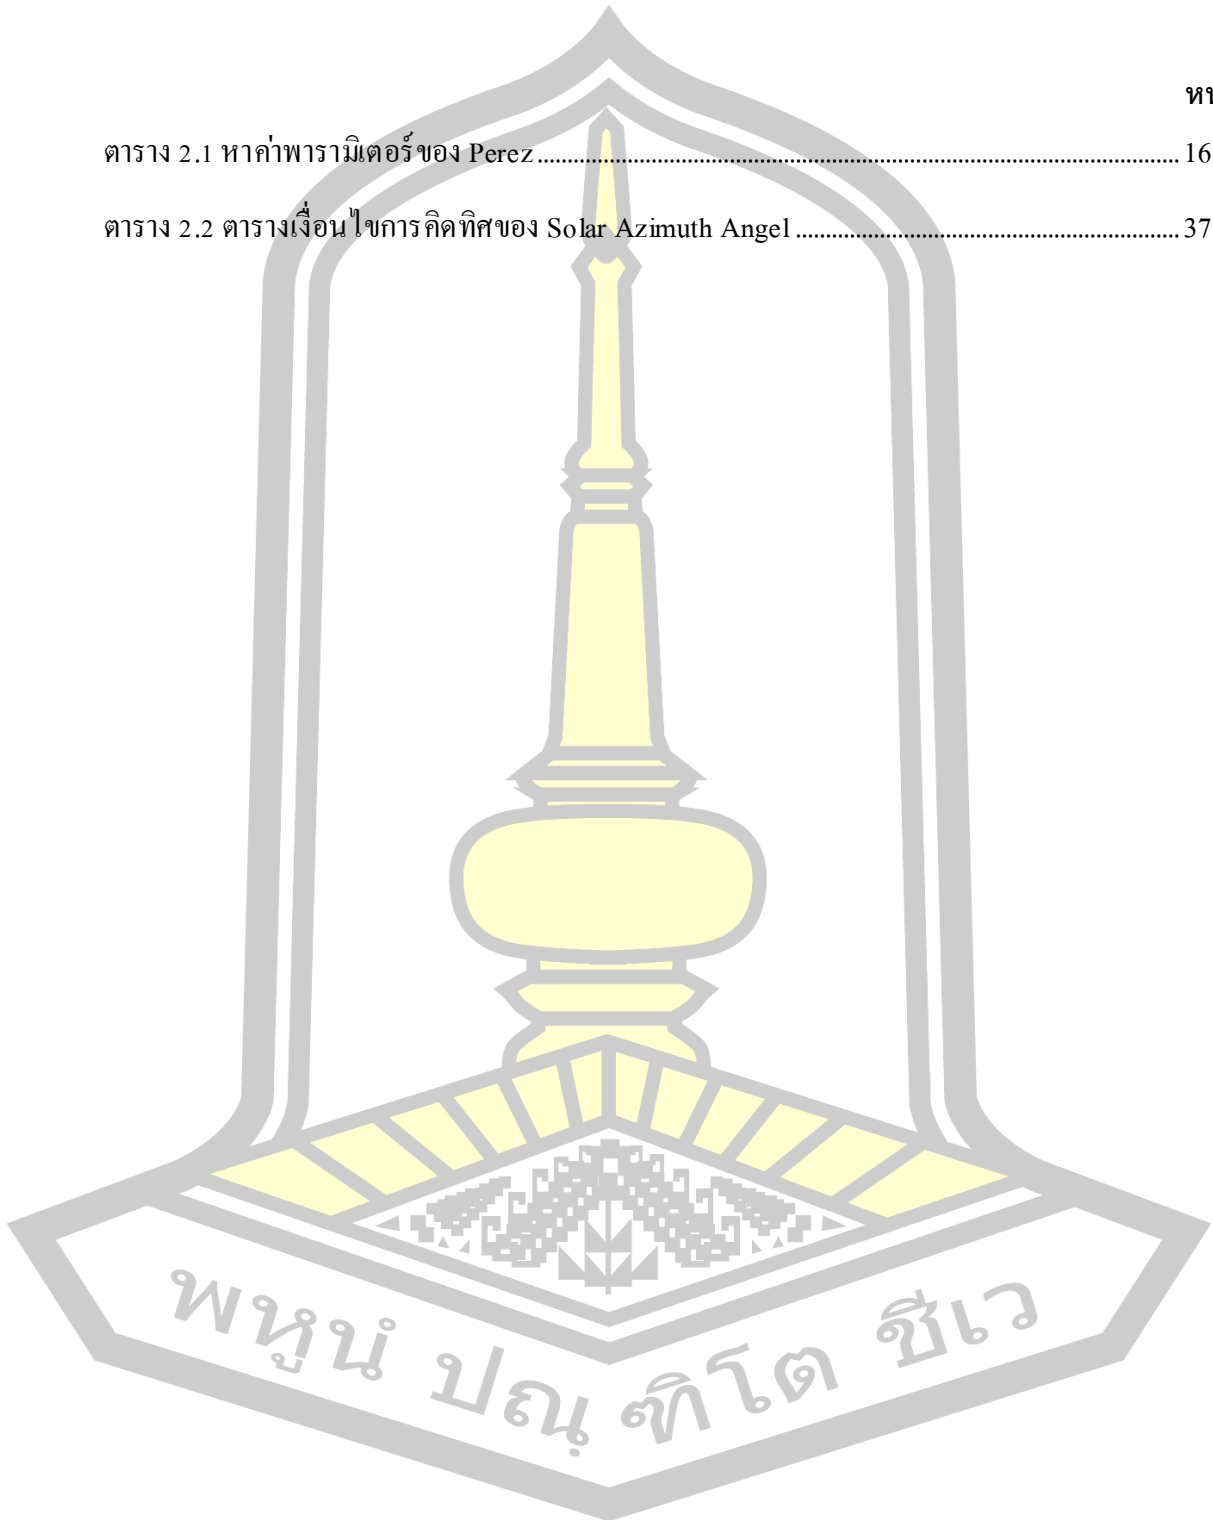 ตาราง 2.1 หาค่าพารามิเตอร์ของ Perez ........................................ 16
ตาราง 2.2 ตารางเงื่อนไขการคิดทิศของ Solar Azimuth Angel ........................................ 37
พหูนํ ปณฺฑิโต ชีเว